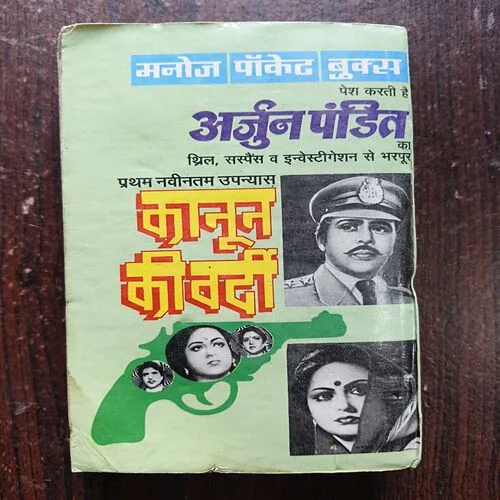 मनोज पॉकेट बुक्स
पेश करती है
अर्जुन पंडित
का
थ्रिल, सस्पैंस व इन्वेस्टीगेशन से भरपूर
प्रथम नवीनतम उपन्यास
क़ानून
की वर्दी